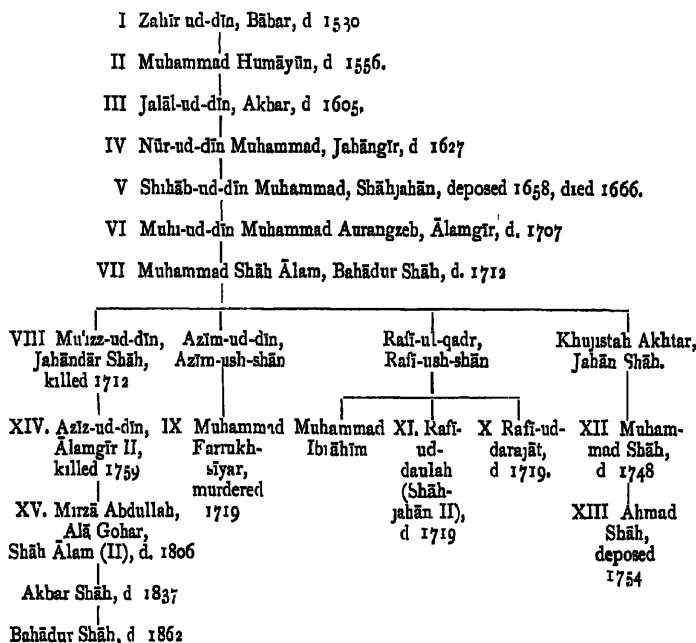 I Zahīr ud-dīn, Bābar, d 1530
II Muhammad Humāyūn, d 1556.
III Jalāl-ud-dīn, Akbar, d 1605.
IV Nūr-ud-dīn Muhammad, Jahāngīr, d 1627
V Shihāb-ud-dīn Muhammad, Shāhjahān, deposed 1658, died 1666.
VI Muhi-ud-dīn Muhammad Aurangzeb, Ālamgīr, d. 1707
VII Muhammad Shāh Ālam, Bahādur Shāh, d. 1712
VIII Mu'izz-ud-dīn,
Jahāndār Shāh,
killed 1712
Azīm-ud-dīn,
Azīm-ush-shān
Rafī-ul-qadr,
Rafī-ush-shān
Khujistah Akhtar,
Jahān Shāh.
XIV. Azīz-ud-dīn,
Ālamgīr II,
killed 1759
IX Muhammad
Farrukh-
sīyar,
murdered
1719
Muhammad
Ibrāhīm
XI. Rafī-
ud-
daulah
(Shāh-
jahān II),
d 1719
X Rafī-ud-
darajāt,
d 1719.
XII Muham-
mad Shāh,
d 1748
XIII Ahmad
Shāh,
deposed
1754
XV. Mirzā Abdullah,
Alā Gohar,
Shāh Ālam (II), d. 1806
Akbar Shāh, d 1837
Bahādur Shāh, d 1862